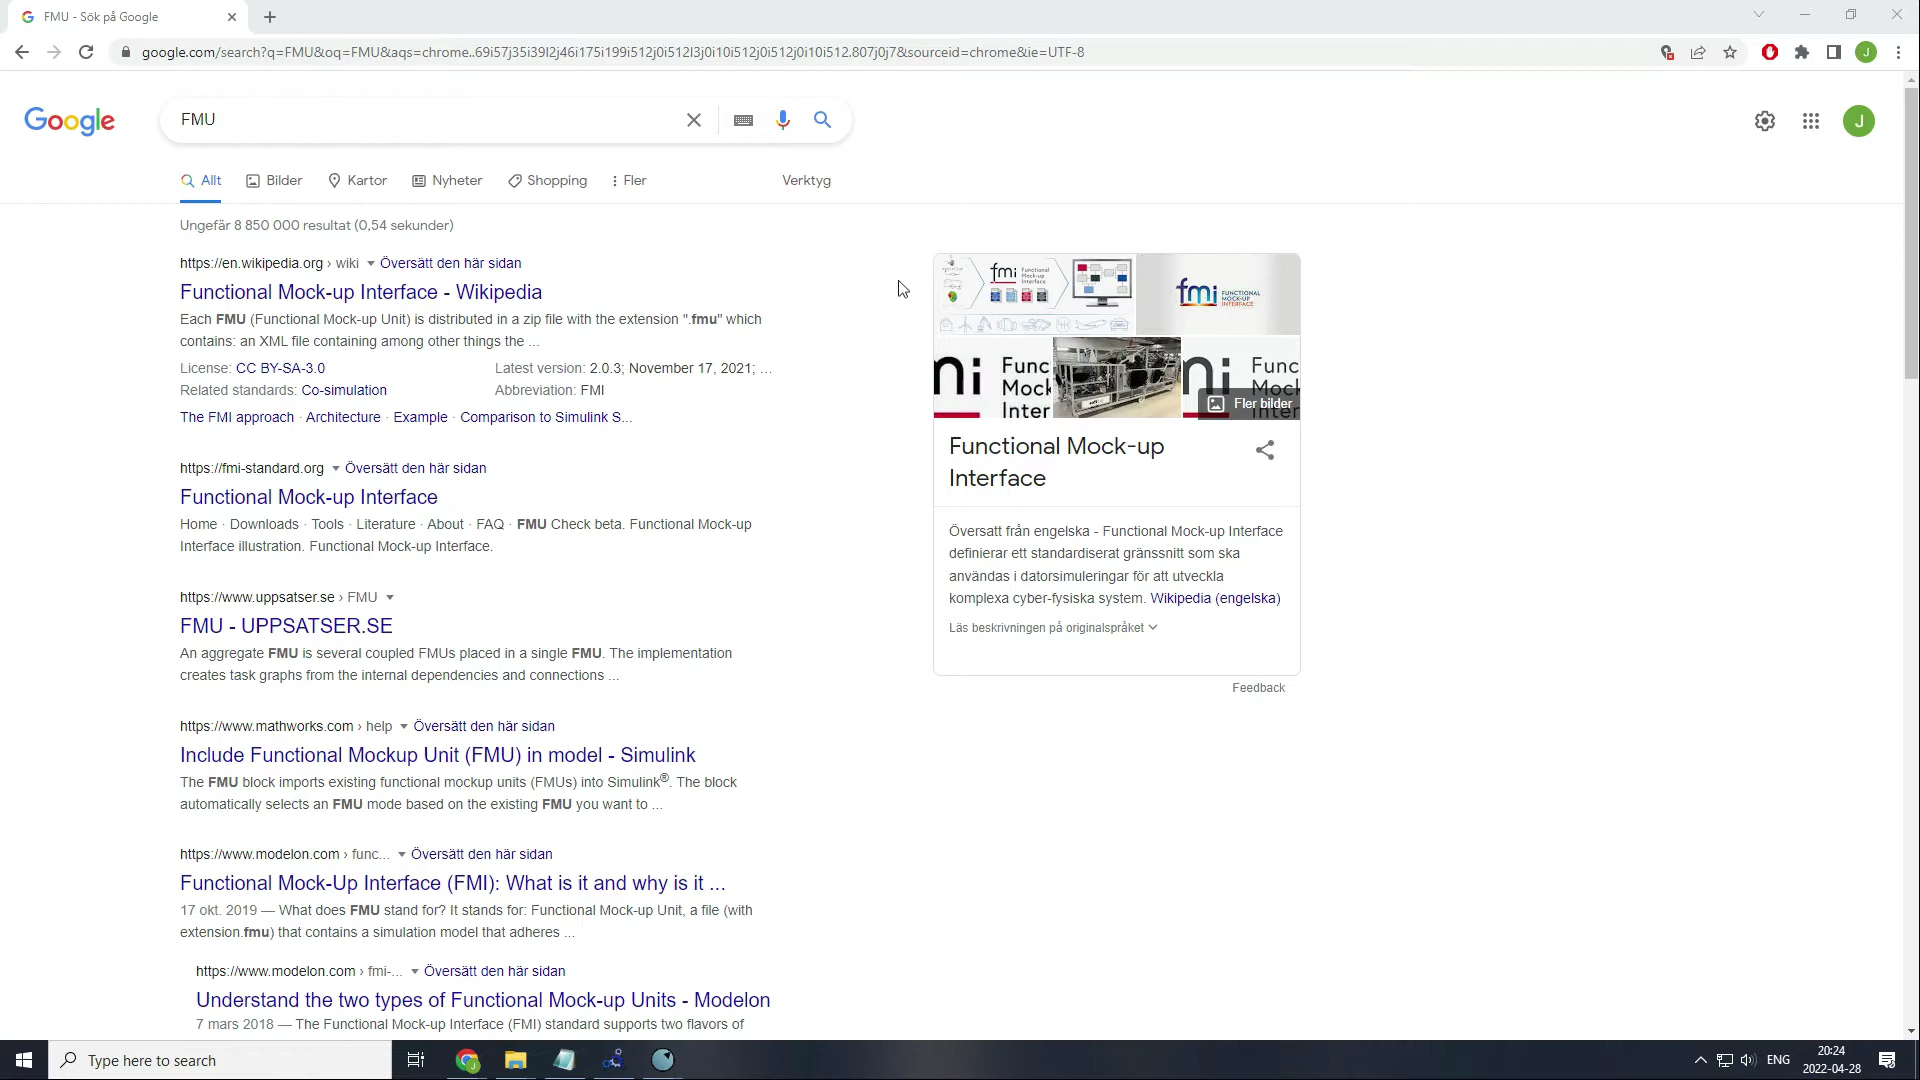 FMU - Sök på Google
google.com/search?q=FMU&oq=FMU&aqs=chrome..69i57j35i39l2j46i175i199i512j0i512l3j0i10i512j0i512j0i10i512.807j0j7&sourceid=chrome&ie=UTF-8
J
Google
FMU
J
Allt
Bilder
Kartor
Nyheter
Shopping
Fler
Verktyg
Ungefär 8 850 000 resultat (0,54 sekunder)
https://en.wikipedia.org › wiki Översätt den här sidan
Functional Mock-up Interface - Wikipedia
Each FMU (Functional Mock-up Unit) is distributed in a zip file with the extension ".fmu" which
contains: an XML file containing among other things the ...
License: CC BY-SA-3.0
Latest version: 2.0.3; November 17, 2021; ...
Related standards: Co-simulation
Abbreviation: FMI
The FMI approach · Architecture · Example · Comparison to Simulink S...
https://fmi-standard.org Översätt den här sidan
Functional Mock-up Interface
Home · Downloads · Tools · Literature · About · FAQ · FMU Check beta. Functional Mock-up
Interface illustration. Functional Mock-up Interface.
https://www.uppsatser.se › FMU
FMU - UPPSATSER.SE
An aggregate FMU is several coupled FMUs placed in a single FMU. The implementation
creates task graphs from the internal dependencies and connections ...
https://www.mathworks.com › help Översätt den här sidan
Include Functional Mockup Unit (FMU) in model - Simulink
The FMU block imports existing functional mockup units (FMUs) into Simulink®. The block
automatically selects an FMU mode based on the existing FMU you want to ...
https://www.modelon.com › func... Översätt den här sidan
Functional Mock-Up Interface (FMI): What is it and why is it ...
17 okt. 2019 — What does FMU stand for? It stands for: Functional Mock-up Unit, a file (with
extension.fmu) that contains a simulation model that adheres ...
https://www.modelon.com › fmi-... Översätt den här sidan
Understand the two types of Functional Mock-up Units - Modelon
7 mars 2018 — The Functional Mock-up Interface (FMI) standard supports two flavors of
fmi Functional
Mock-up
Interface
fmi FUNCTIONAL
MOCK-UP
INTERFACE
mi Func
Mock
Inter
mi Func
Mock
Fler bilder
Functional Mock-up
Interface
Översatt från engelska - Functional Mock-up Interface
definierar ett standardiserat gränssnitt som ska
användas i datorsimuleringar för att utveckla
komplexa cyber-fysiska system. Wikipedia (engelska)
Läs beskrivningen på originalspråket
Feedback
Type here to search
ENG
20:24
2022-04-28